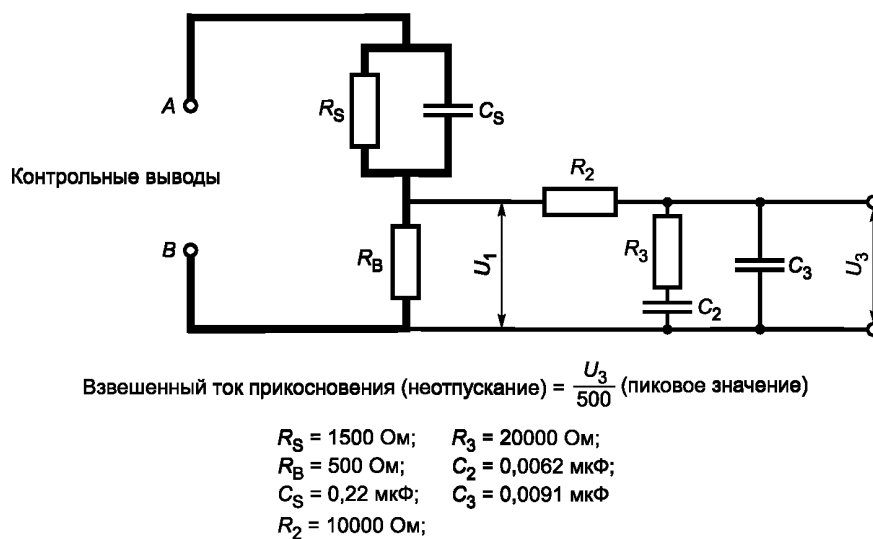 A
R_S
C_S
Контрольные выводы
R_2
B
R_B
U_1
R_3
C_2
C_3
U_3
Взвешенный ток прикосновения (неотпускание) = U_3/500 (пиковое значение)
R_S = 1500 Ом; R_3 = 20000 Ом;
R_B = 500 Ом; C_2 = 0,0062 мкФ;
C_S = 0,22 мкФ; C_3 = 0,0091 мкФ
R_2 = 10000 Ом;